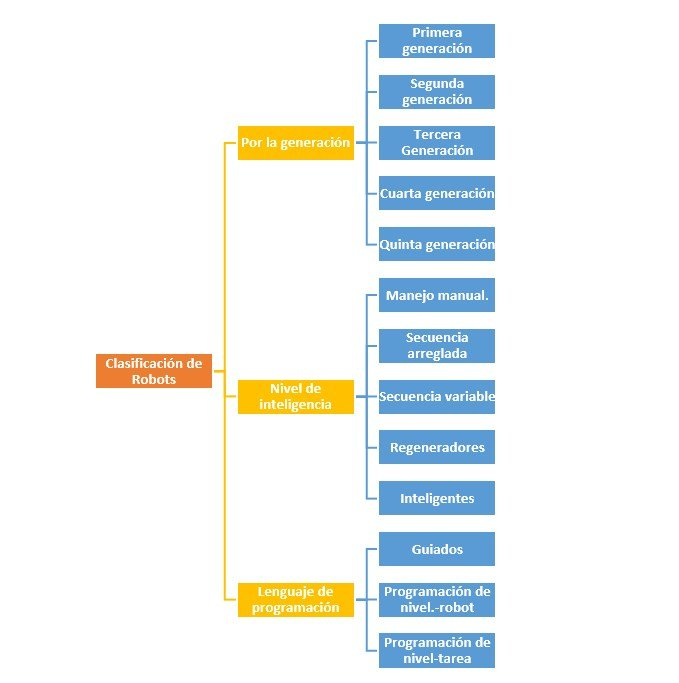 Primera
generación
Segunda
generación
Por la generación
Tercera
Generación
Cuarta generación
Quinta generación
Manejo manual.
Secuencia
arreglada
Clasificación de
Robots
Nivel de
inteligencia
Secuencia variable
Regeneradores
Inteligentes
Guiados
Lenguaje de
programación
Programación de
nivel.-robot
Programación de
nivel-tarea